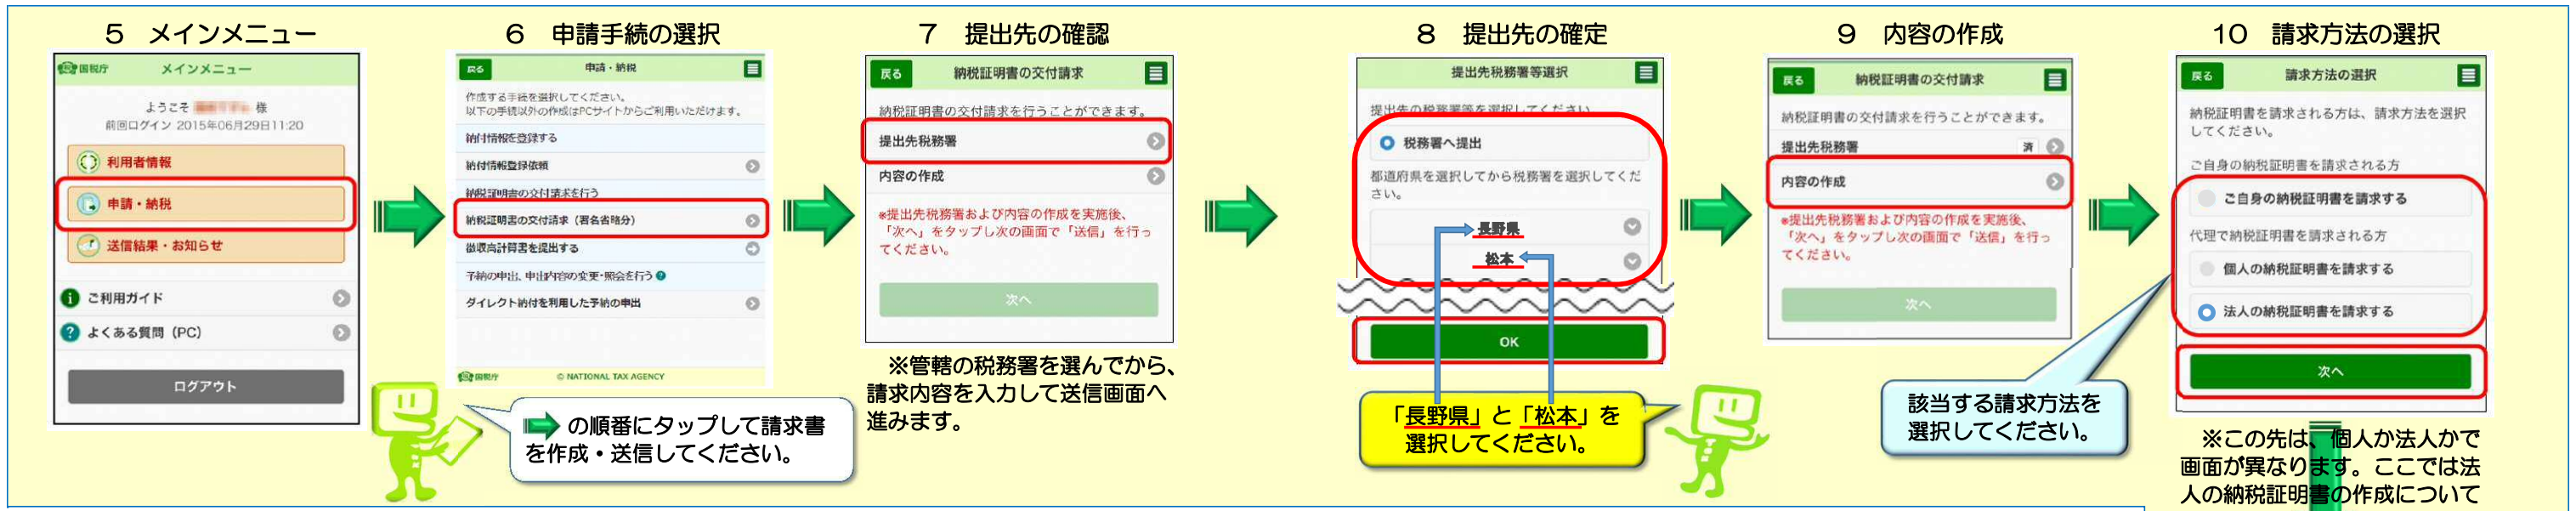 5 メインメニュー
国税庁 メインメニュー
ようこそ 様
前回ログイン 2015年06月29日11:20
利用者情報
申請・納税
送信結果・お知らせ
ご利用ガイド
よくある質問（PC）
ログアウト
6 申請手続の選択
戻る 申請・納税
作成する手続を選択してください。
以下の手続以外の作成はPCサイトからご利用いただけます。
納付情報を登録する
納付情報登録依頼
納税証明書の交付請求を行う
納税証明書の交付請求（署名省略分）
徴収高計算書を提出する
予納の申出、申出内容の変更・照会を行う
ダイレクト納付を利用した予納の申出
国税庁 © NATIONAL TAX AGENCY
の順番にタップして請求書
を作成・送信してください。
7 提出先の確認
戻る 納税証明書の交付請求
納税証明書の交付請求を行うことができます。
提出先税務署
内容の作成
※提出先税務署および内容の作成を実施後、
「次へ」をタップし次の画面で「送信」を行っ
てください。
次へ
※管轄の税務署を選んでから、
請求内容を入力して送信画面へ
進みます。
8 提出先の確定
提出先税務署等選択
提出先の税務署等を選択してください
税務署へ提出
都道府県を選択してから税務署を選択してくだ
さい。
長野県
松本
OK
「長野県」と「松本」を
選択してください。
9 内容の作成
戻る 納税証明書の交付請求
納税証明書の交付請求を行うことができます。
提出先税務署 済
内容の作成
※提出先税務署および内容の作成を実施後、
「次へ」をタップし次の画面で「送信」を行っ
てください。
次へ
該当する請求方法を
選択してください。
10 請求方法の選択
戻る 請求方法の選択
納税証明書を請求される方は、請求方法を選択
してください。
ご自身の納税証明書を請求される方
ご自身の納税証明書を請求する
代理で納税証明書を請求される方
個人の納税証明書を請求する
法人の納税証明書を請求する
次へ
※この先は、個人か法人かで
画面が異なります。ここでは法
人の納税証明書の作成について